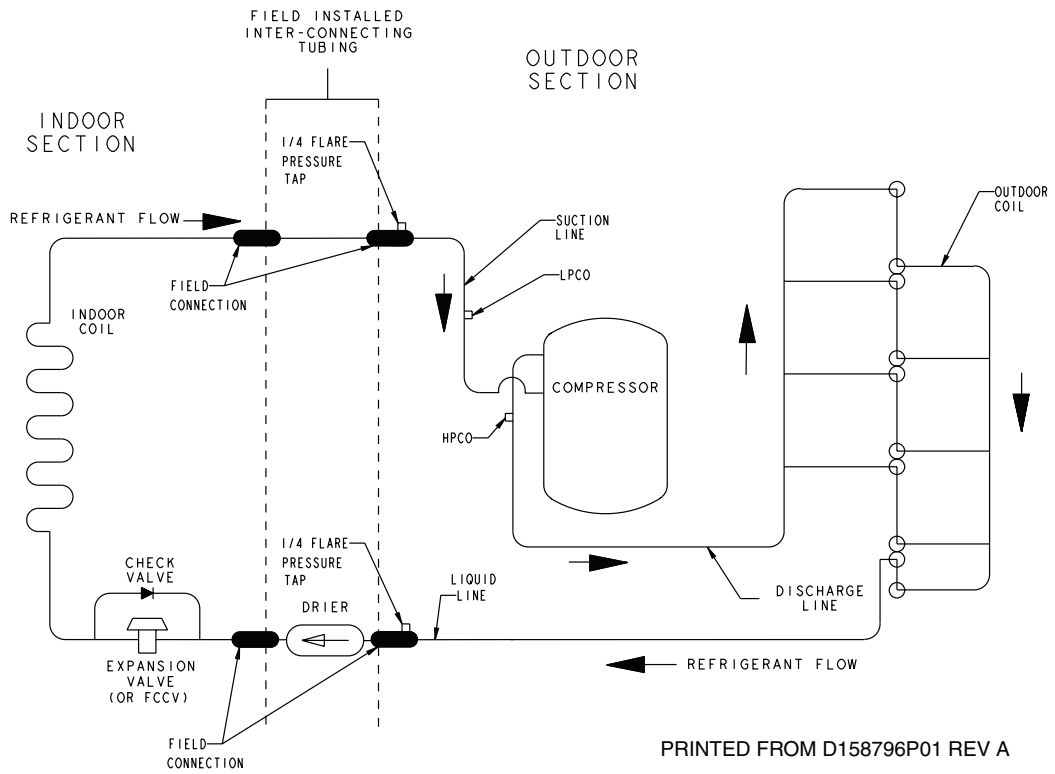 FIELD INSTALLED
INTER-CONNECTING
TUBING
OUTDOOR
SECTION
INDOOR
SECTION
1/4 FLARE
PRESSURE
TAP
REFRIGERANT FLOW
OUTDOOR
COIL
SUCTION
LINE
LPCO
FIELD
CONNECTION
INDOOR
COIL
COMPRESSOR
HPCO
1/4 FLARE
PRESSURE
TAP
CHECK
VALVE
LIQUID
LINE
DRIER
DISCHARGE
LINE
EXPANSION
VALVE
(OR FCCV)
REFRIGERANT FLOW
FIELD
CONNECTION
PRINTED FROM D158796P01 REV A